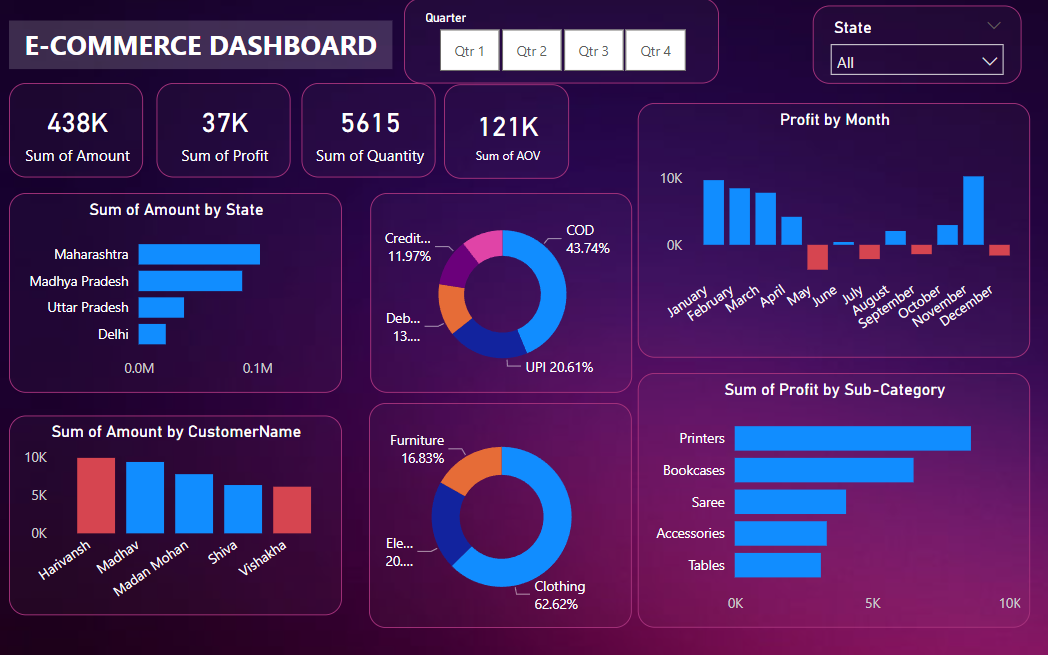 E-COMMERCE DASHBOARD
Quarter
Qtr 1
Qtr 2
Qtr 3
Qtr 4
State
All
438K
Sum of Amount
37K
Sum of Profit
5615
Sum of Quantity
121K
Sum of AOV
Profit by Month
10K
0K
January
February
March
April
May
June
July
August
September
October
November
December
Sum of Amount by State
Maharashtra
Madhya Pradesh
Uttar Pradesh
Delhi
0.0M
0.1M
COD
43.74%
Credit...
11.97%
Deb...
13....
UPI 20.61%
Sum of Profit by Sub-Category
Printers
Bookcases
Saree
Accessories
Tables
0K
5K
10K
Sum of Amount by CustomerName
10K
5K
0K
Harivansh
Madhav
Madan Mohan
Shiva
Vishakha
Furniture
16.83%
Ele...
20....
Clothing
62.62%